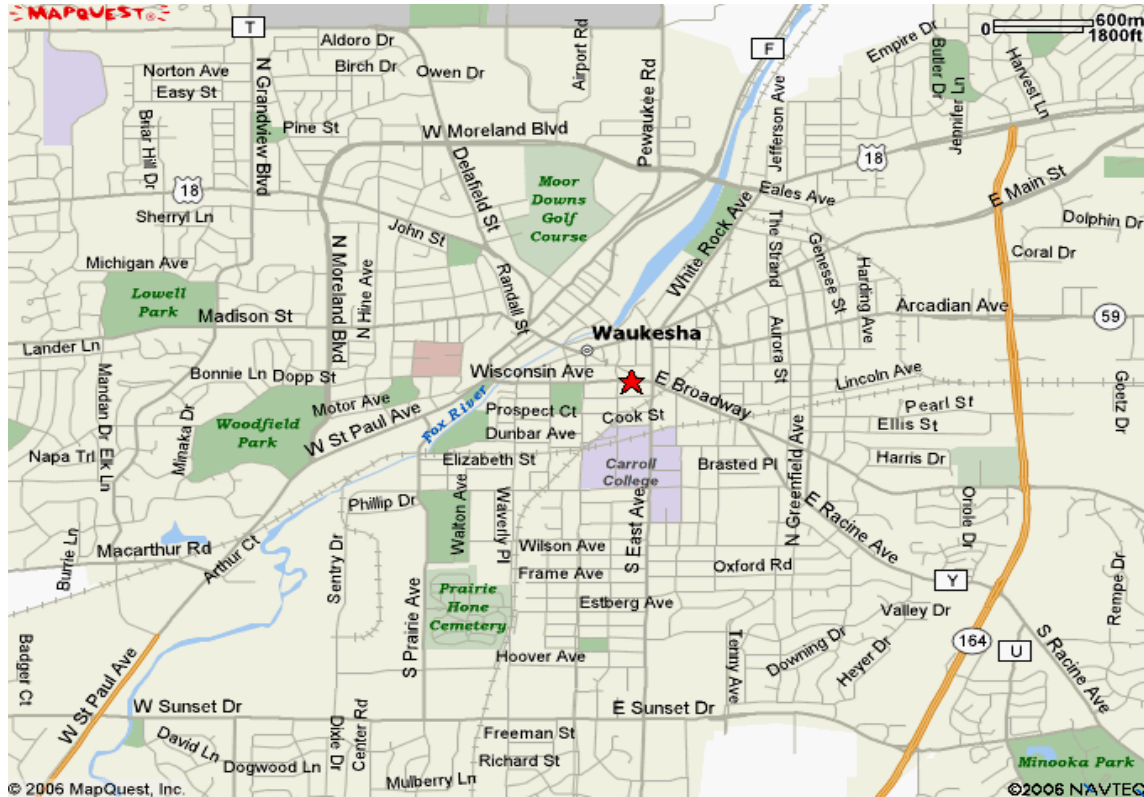 MAPQUEST®
T
F
600m
0
1800ft
Aldoro Dr
Birch Dr
Owen Dr
Airport Rd
Pewaukee Rd
Jefferson Ave
Empire Dr
Butler Dr
Harvest Ln
Norton Ave
Easy St
N Grandview Blvd
Briar Hill Dr
Pine St
W Moreland Blvd
Delafield St
18
18
Sherryl Ln
Moor
Downs
Golf
Course
Eales Ave
E Main St
Dolphin Dr
Coral Dr
John St
White Rock Ave
The Strand
Genesee St
Harding Ave
Michigan Ave
Lowell
Park
N Moreland Blvd
N Hine Ave
Randall St
Arcadian Ave
59
Madison St
Lander Ln
Waukesha
Aurora St
Bonnie Ln
Dopp St
Wisconsin Ave
E Broadway
Lincoln Ave
Goetz Dr
Mandan Dr
Minaka Dr
Motor Ave
W St Paul Ave
Fox River
Prospect Ct
Cook St
Pearl St
Woodfield
Park
Dunbar Ave
Ellis St
Napa Trl
Elk Ln
Elizabeth St
Carroll
College
Brasted Pl
N Greenfield Ave
Harris Dr
Phillip Dr
Walton Ave
Waverly Pl
S East Ave
E Racine Ave
Oriole Dr
Burrie Ln
Macarthur Rd
Arthur Ct
Sentry Dr
Wilson Ave
Frame Ave
Oxford Rd
Y
Rempe Dr
S Prairie Ave
Prairie
Hone
Cemetery
Estberg Ave
Valley Dr
164
U
Badger Ct
Hoover Ave
Tenny Ave
Downing Dr
Heyer Dr
S Racine Ave
W St Paul Ave
W Sunset Dr
E Sunset Dr
David Ln
Dogwood Ln
Dixie Dr
Center Rd
Freeman St
Richard St
Mulberry Ln
Minooka Park
© 2006 MapQuest, Inc.
©2006 NAVTEQ